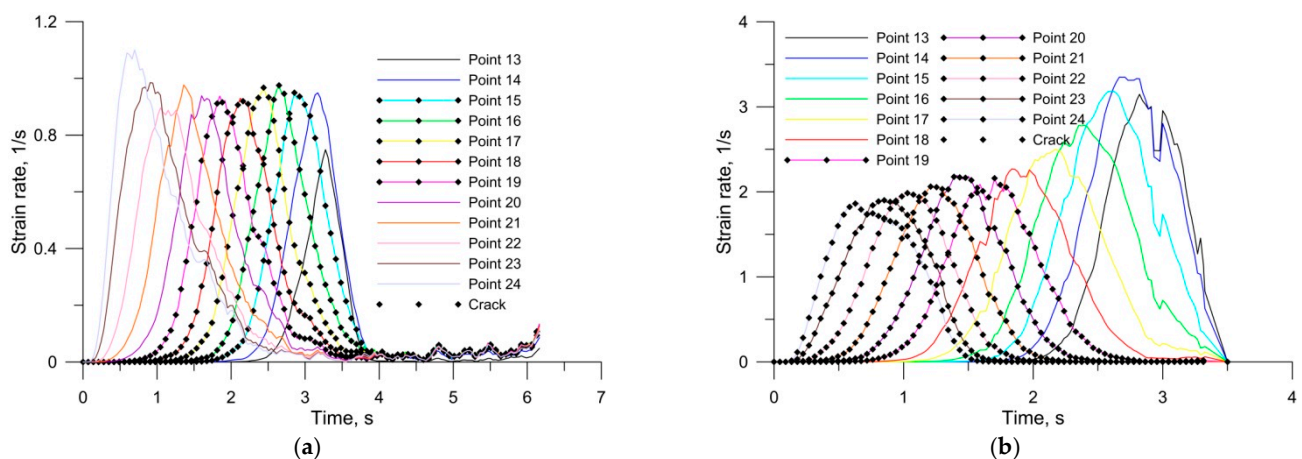 1.2
0.8
0.4
0
Strain rate, 1/s
Point 13
Point 14
Point 15
Point 16
Point 17
Point 18
Point 19
Point 20
Point 21
Point 22
Point 23
Point 24
Crack
0 1 2 3 4 5 6 7
Time, s
(a)
4
3
2
1
0
Strain rate, 1/s
Point 13
Point 14
Point 15
Point 16
Point 17
Point 18
Point 19
Point 20
Point 21
Point 22
Point 23
Point 24
Crack
0 1 2 3 4
Time, s
(b)